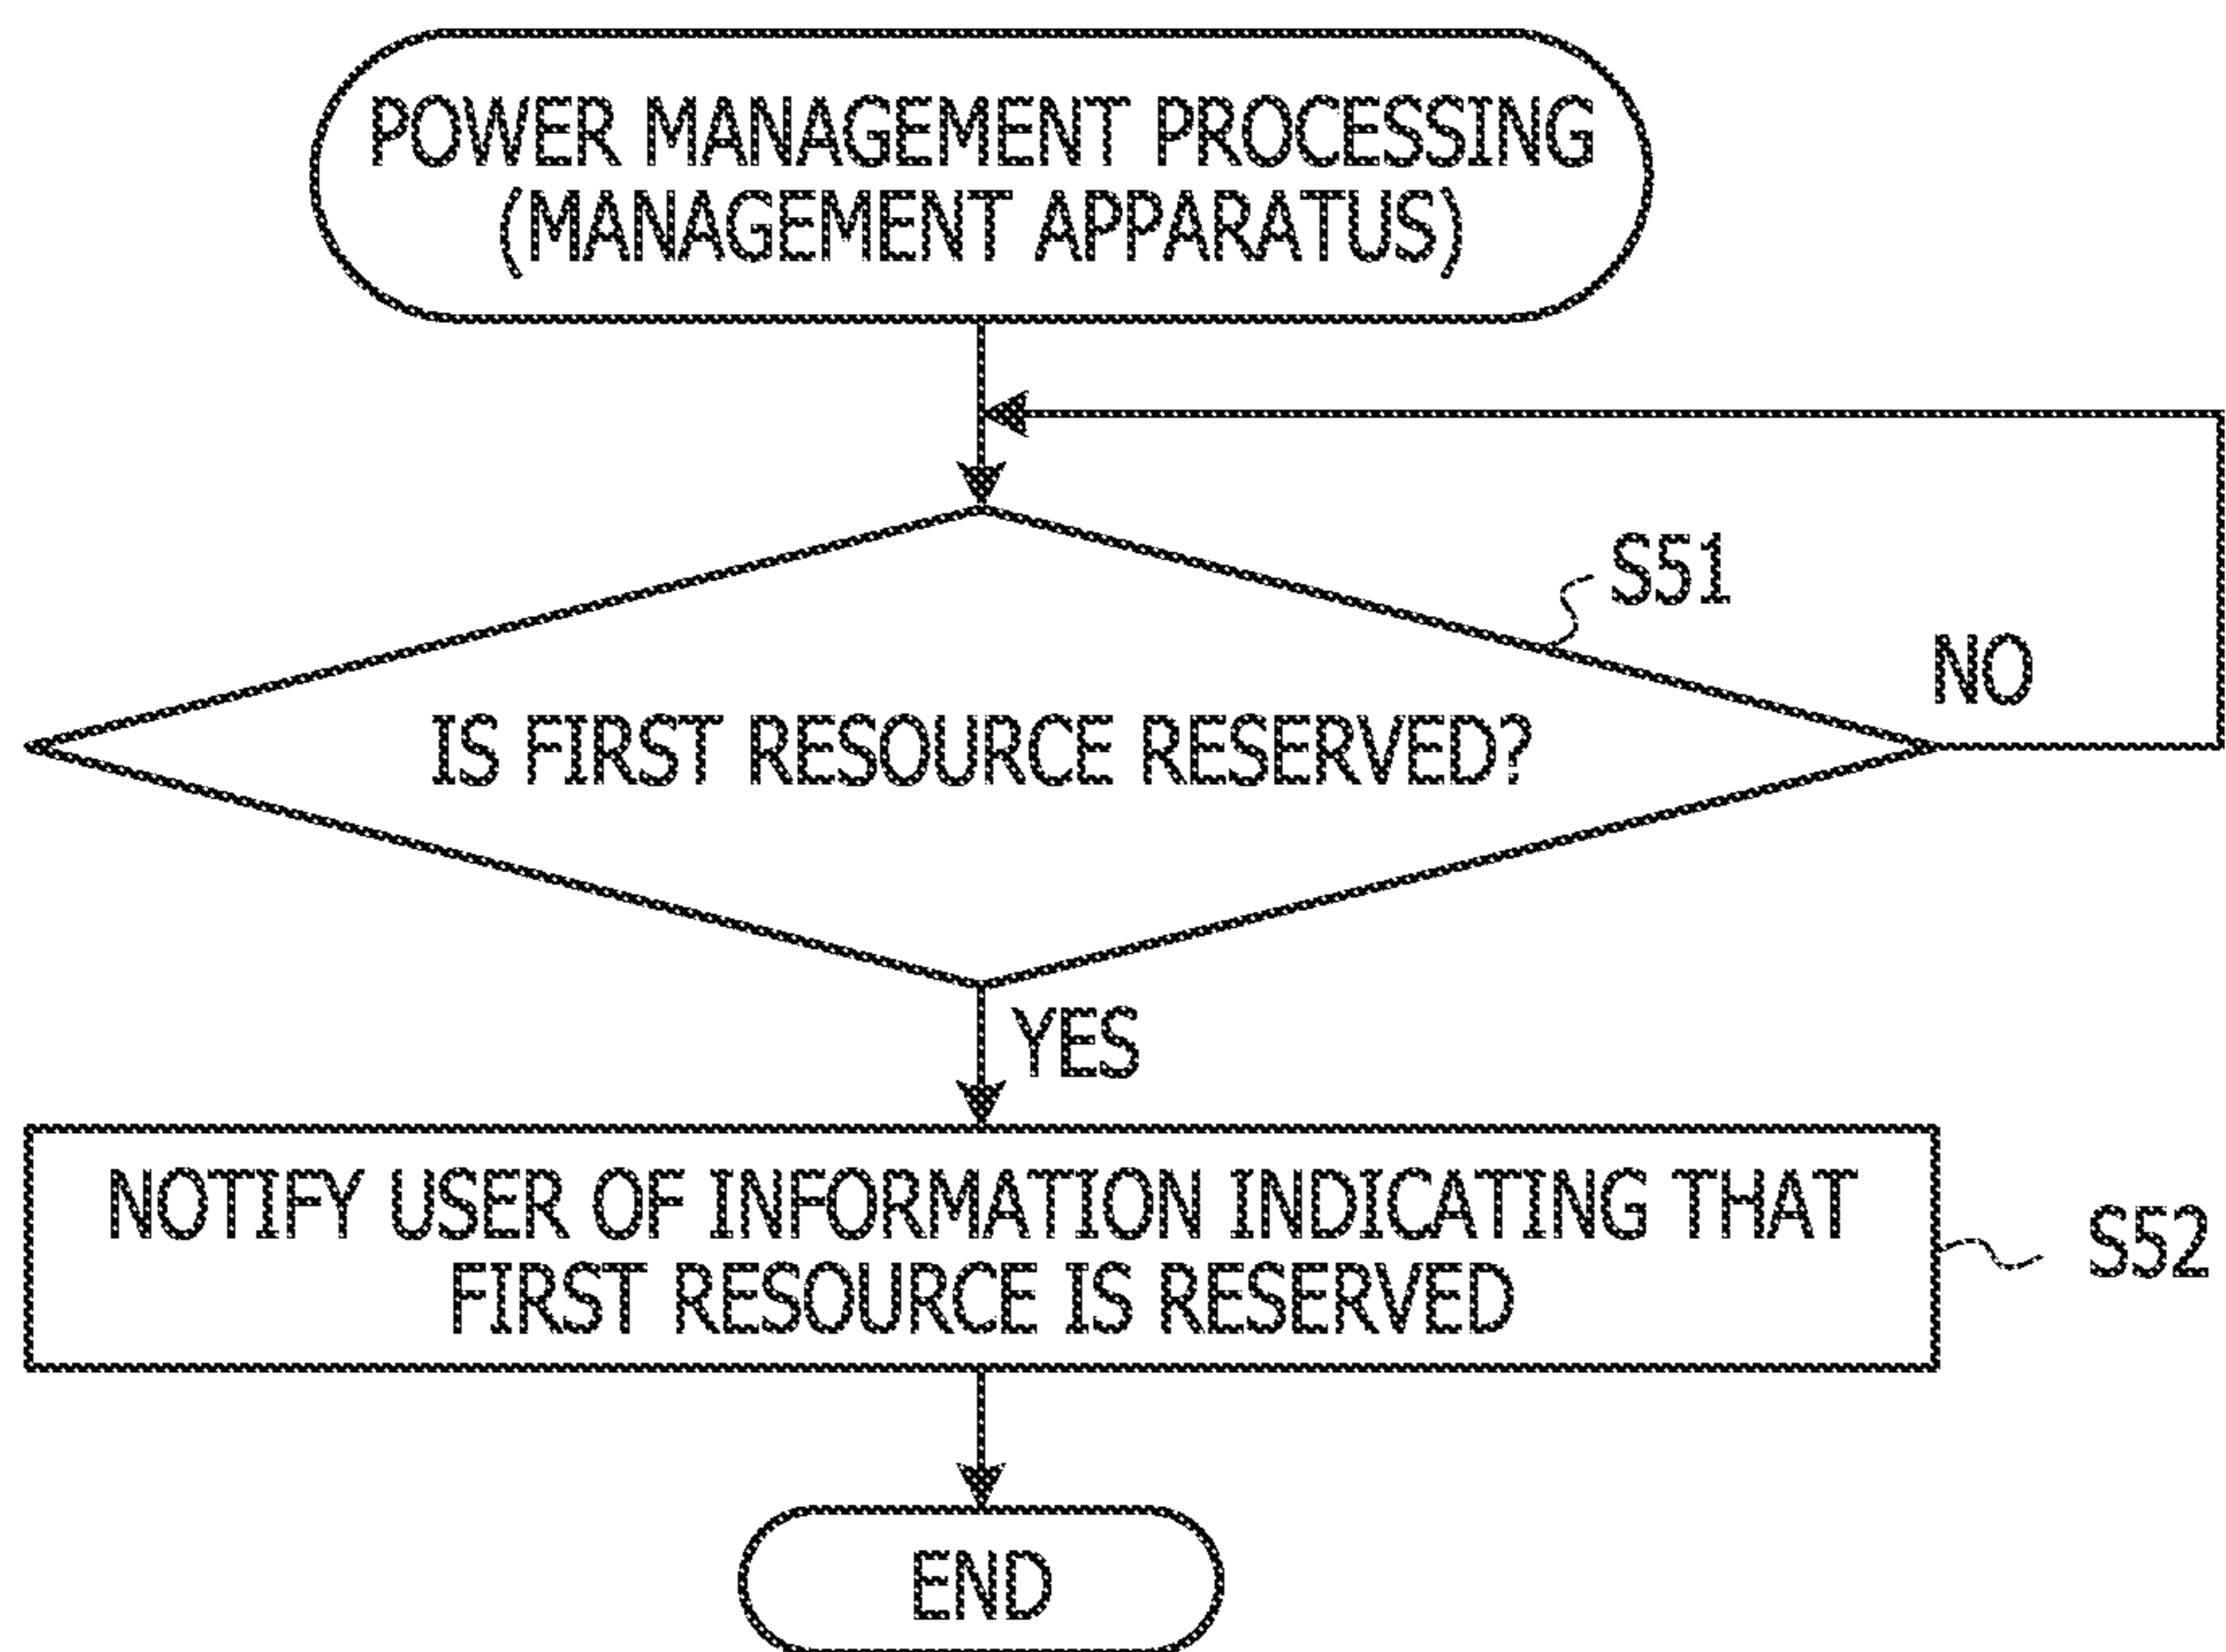 POWER MANAGEMENT PROCESSING
(MANAGEMENT APPARATUS)
S51
NO
IS FIRST RESOURCE RESERVED?
YES
NOTIFY USER OF INFORMATION INDICATING THAT
FIRST RESOURCE IS RESERVED
S52
END